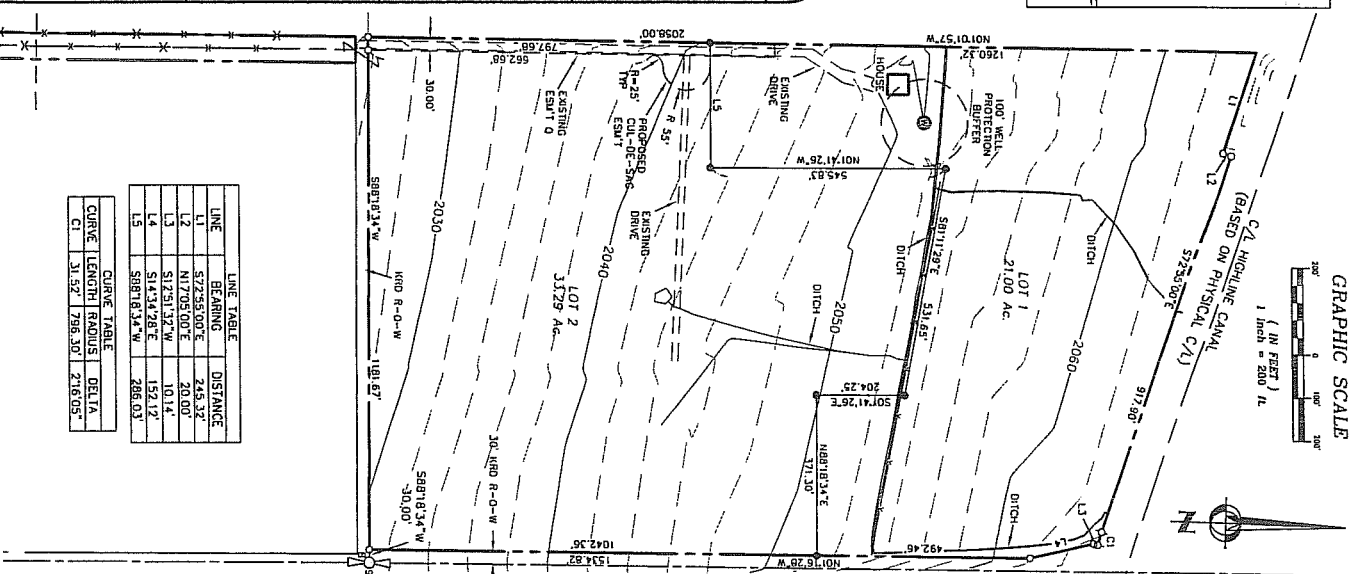 GRAPHIC SCALE
200'
0
100'
200'
( IN FEET )
1 inch = 200 ft.
N
C/L HIGHLINE CANAL
(BASED ON PHYSICAL C/L)
S72°55'00"E
917.90'
L1
L2
L3
C1
L4
N01°01'57"W
1260.32'
2058.00'
797.68'
662.68'
30.00'
HOUSE
W
100' WELL
PROTECTION
BUFFER
EXISTING
DRIVE
L5
N01°41'26"W
545.83'
R=25'
TYP
R 55'
PROPOSED
CUL-DE-SAC
ESM'T
EXISTING
ESM'T Q
EXISTING
DRIVE
DITCH
S81°11'29"E
531.65'
DITCH
LOT 1
21.00 Ac.
2060
DITCH
DITCH
2050
204.25'
S01°41'26"E
N88°18'34"E
371.30'
492.46'
N01°16'28"W
1042.36'
1534.82'
LOT 2
33.29 Ac.
2040
2030
S88°18'34"W
1181.67'
KRD R-O-W
30' KRD R-O-W
S88°18'34"W
30.00'
LINE TABLE
LINE BEARING DISTANCE
L1 S72°55'00"E 245.32'
L2 N17°05'00"E 20.00'
L3 S12°51'32"W 10.14'
L4 S14°34'28"E 152.12'
L5 S88°18'34"W 286.03'
CURVE TABLE
CURVE LENGTH RADIUS DELTA
C1 31.52' 796.30' 2°16'05"